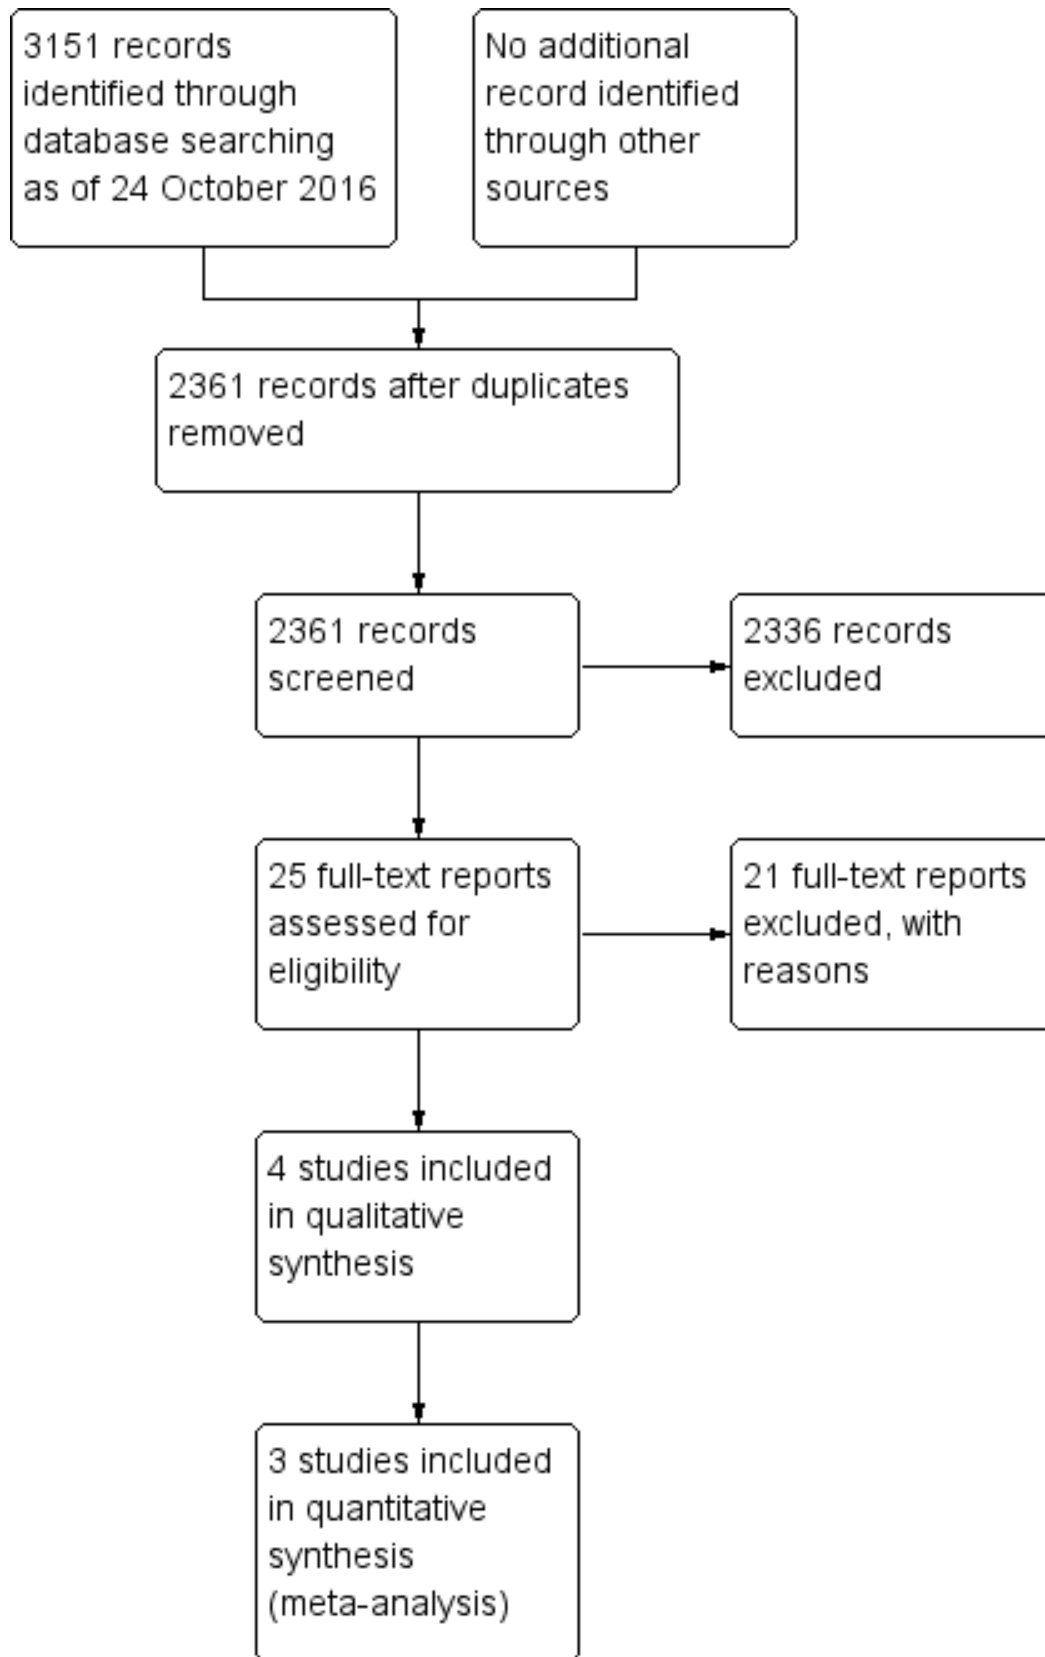 3151 records
identified through
database searching
as of 24 October 2016
No additional
record identified
through other
sources
2361 records after duplicates
removed
2361 records
screened
2336 records
excluded
25 full-text reports
assessed for
eligibility
21 full-text reports
excluded, with
reasons
4 studies included
in qualitative
synthesis
3 studies included
in quantitative
synthesis
(meta-analysis)